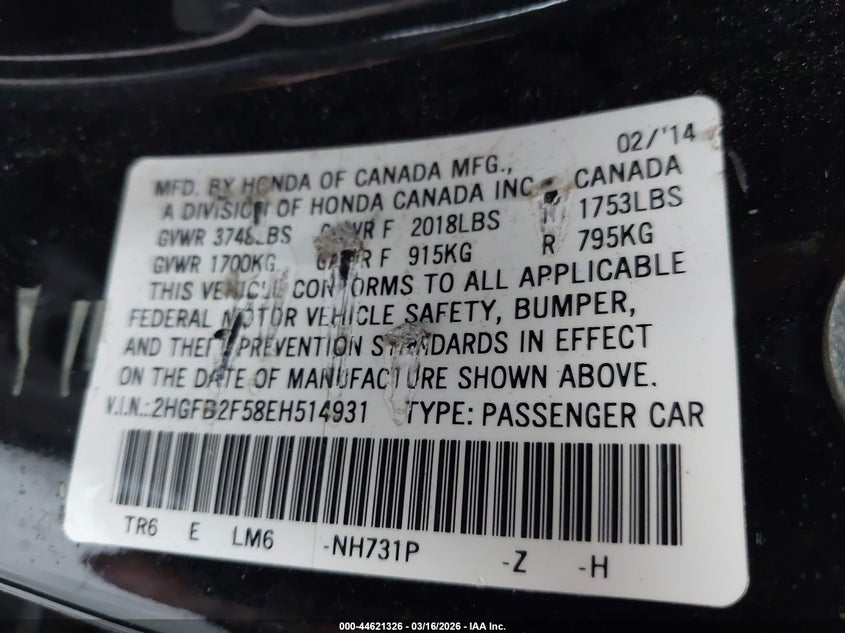 02/'14
MFD. BY HONDA OF CANADA MFG.,
A DIVISION OF HONDA CANADA INC. CANADA
GVWR 3748LBS GAWR F 2018LBS R 1753LBS
GVWR 1700KG GAWR F 915KG R 795KG
THIS VEHICLE CONFORMS TO ALL APPLICABLE
FEDERAL MOTOR VEHICLE SAFETY, BUMPER,
AND THEFT PREVENTION STANDARDS IN EFFECT
ON THE DATE OF MANUFACTURE SHOWN ABOVE.
V.I.N.:2HGFB2F58EH514931 TYPE: PASSENGER CAR
TR6 E LM6 -NH731P -Z -H
000-44621326 - 03/16/2026 - IAA Inc.